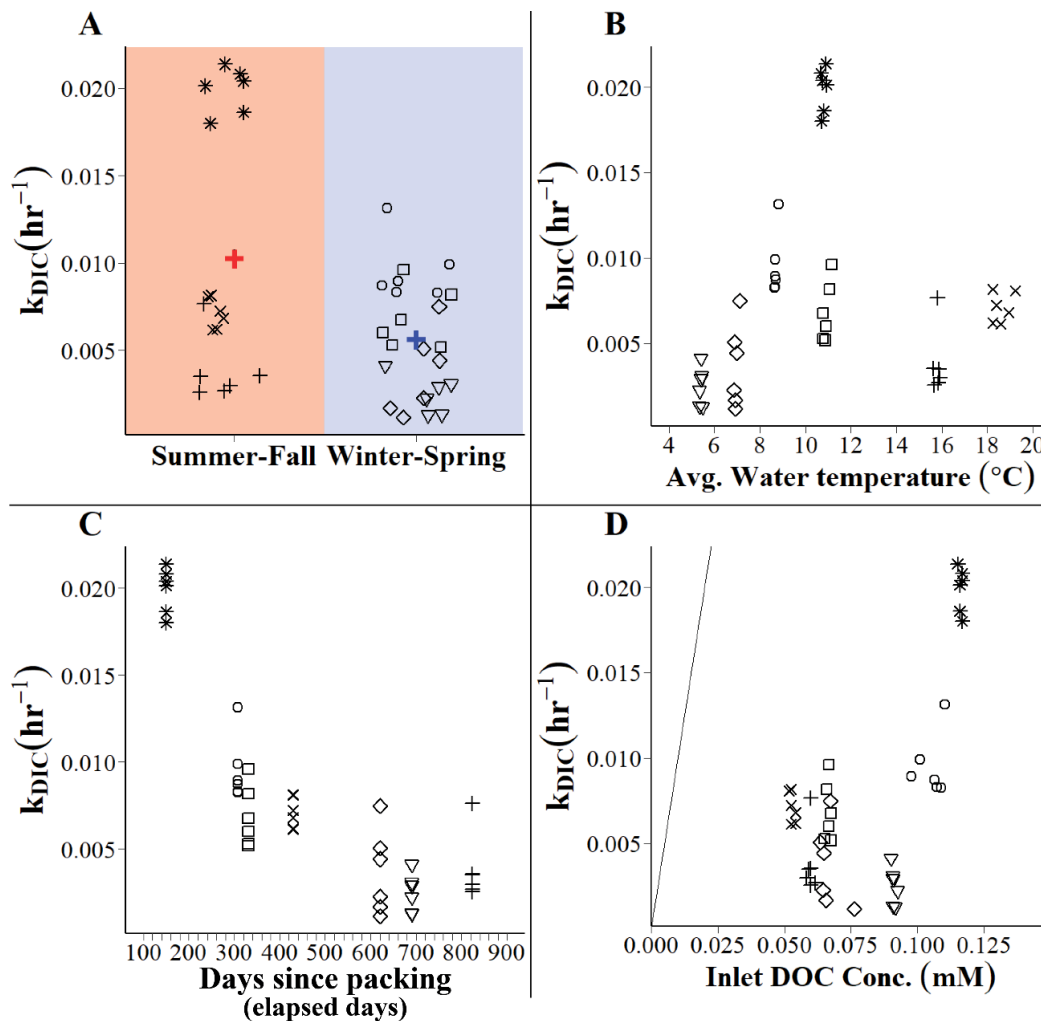 A
k_DIC(hr⁻¹)
0.020
0.015
0.010
0.005
Summer-Fall Winter-Spring
B
k_DIC(hr⁻¹)
0.020
0.015
0.010
0.005
4 6 8 10 12 14 16 18 20
Avg. Water temperature (°C)
C
k_DIC(hr⁻¹)
0.020
0.015
0.010
0.005
100 200 300 400 500 600 700 800 900
Days since packing
(elapsed days)
D
k_DIC(hr⁻¹)
0.020
0.015
0.010
0.005
0.000 0.025 0.050 0.075 0.100 0.125
Inlet DOC Conc. (mM)